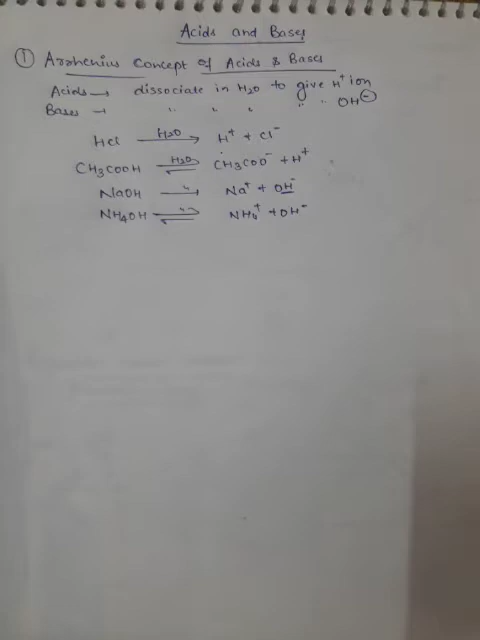 Acids and Bases
① Arrhenius Concept of Acids & Bases
Acids → dissociate in H₂O to give H⁺ ion
Bases → " " " " " OH⊖
HCl —H₂O→ H⁺ + Cl⁻
CH₃COOH ⇌H₂O CH₃COO⁻ + H⁺
NaOH —"→ Na⁺ + OH⁻
NH₄OH ⇌" NH₄⁺ + OH⁻